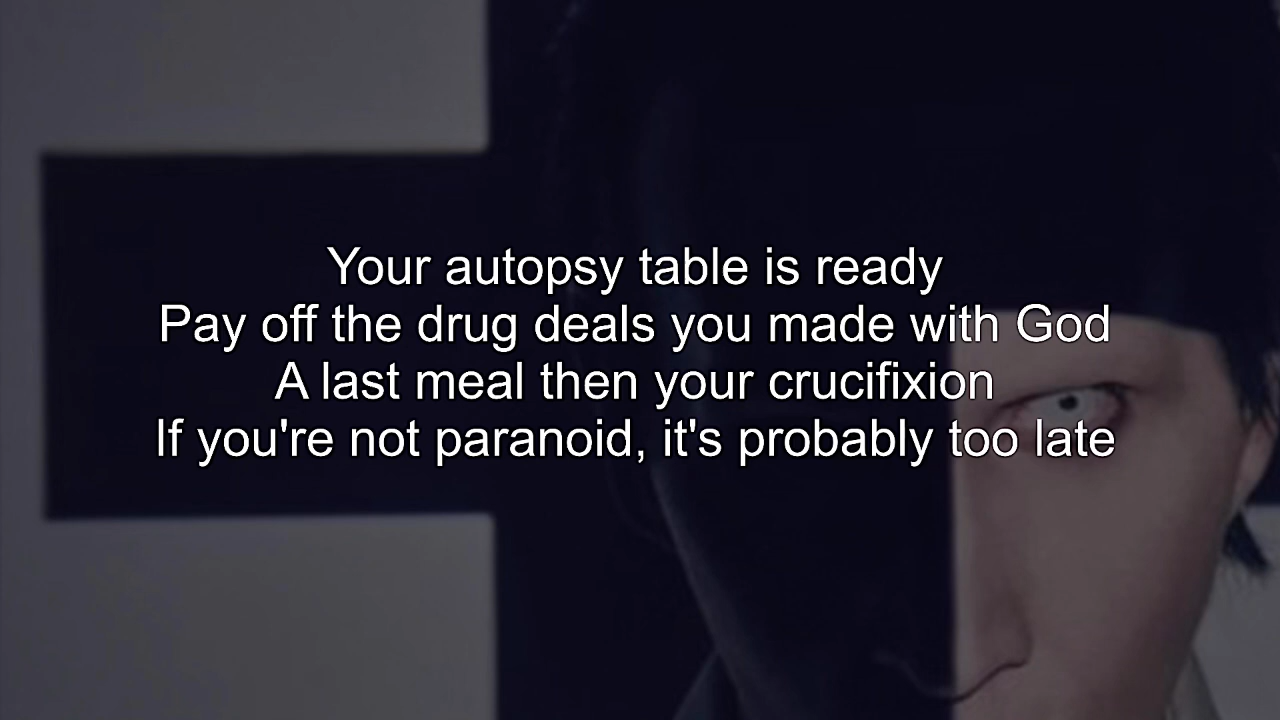 Your autopsy table is ready
Pay off the drug deals you made with God
A last meal then your crucifixion
If you're not paranoid, it's probably too late